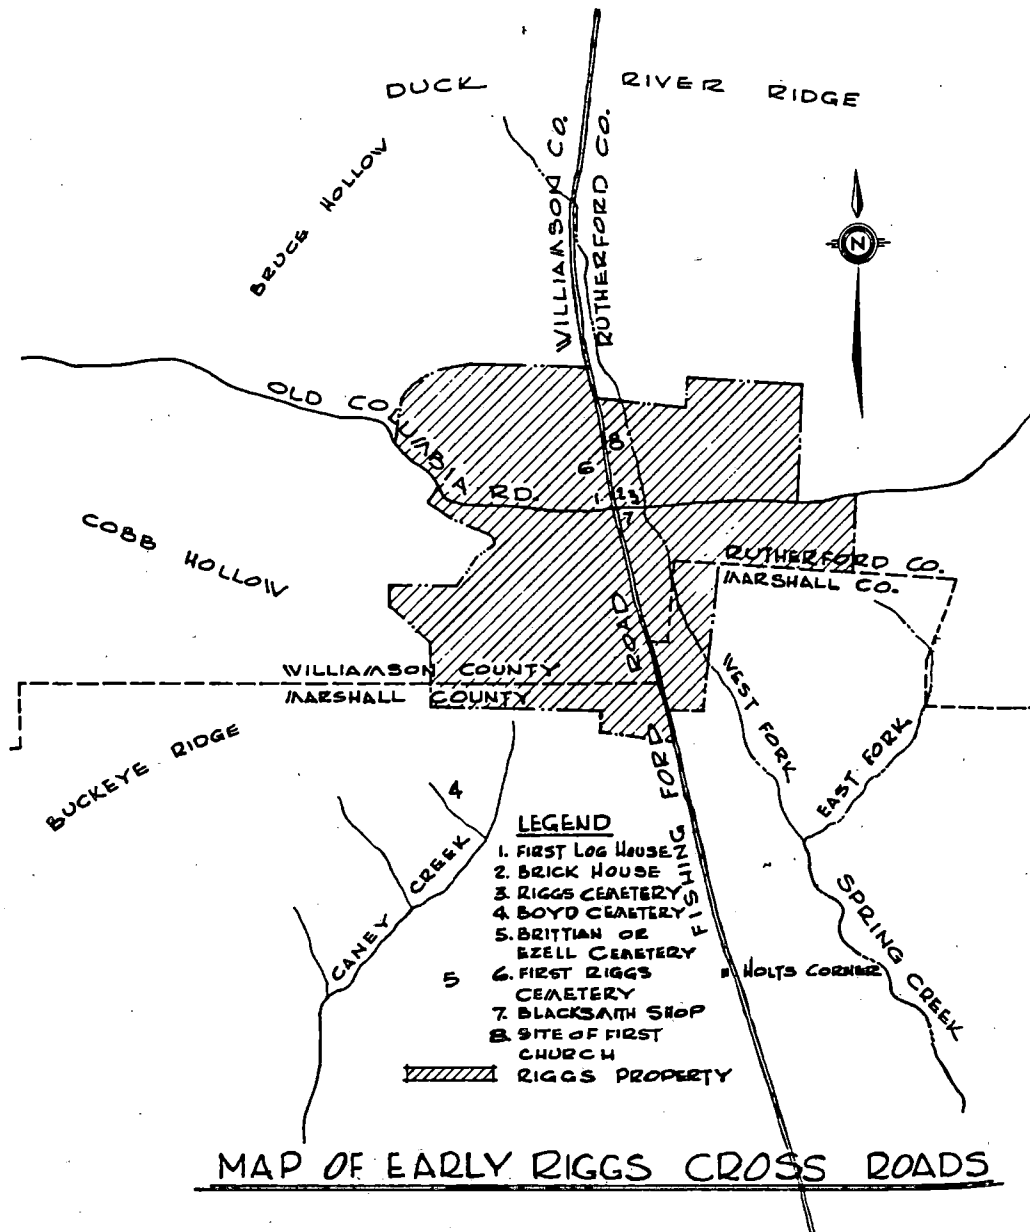 DUCK RIVER RIDGE
BRUCE HOLLOW
WILLIAMSON CO.
RUTHERFORD CO.
N
OLD COLUMBIA RD.
8
6
1 2 3
7
COBB HOLLOW
RUTHERFORD CO.
MARSHALL CO.
WILLIAMSON COUNTY
MARSHALL COUNTY
BUCKEYE RIDGE
FISHING FORD ROAD
WEST FORK
EAST FORK
SPRING CREEK
CANEY CREEK
4
5
HOLTS CORNER
LEGEND
1. FIRST LOG HOUSE
2. BRICK HOUSE
3. RIGGS CEMETERY
4. BOYD CEMETERY
5. BRITTIAN OR
EZELL CEMETERY
6. FIRST RIGGS
CEMETERY
7. BLACKSMITH SHOP
8. SITE OF FIRST
CHURCH
RIGGS PROPERTY
MAP OF EARLY RIGGS CROSS ROADS